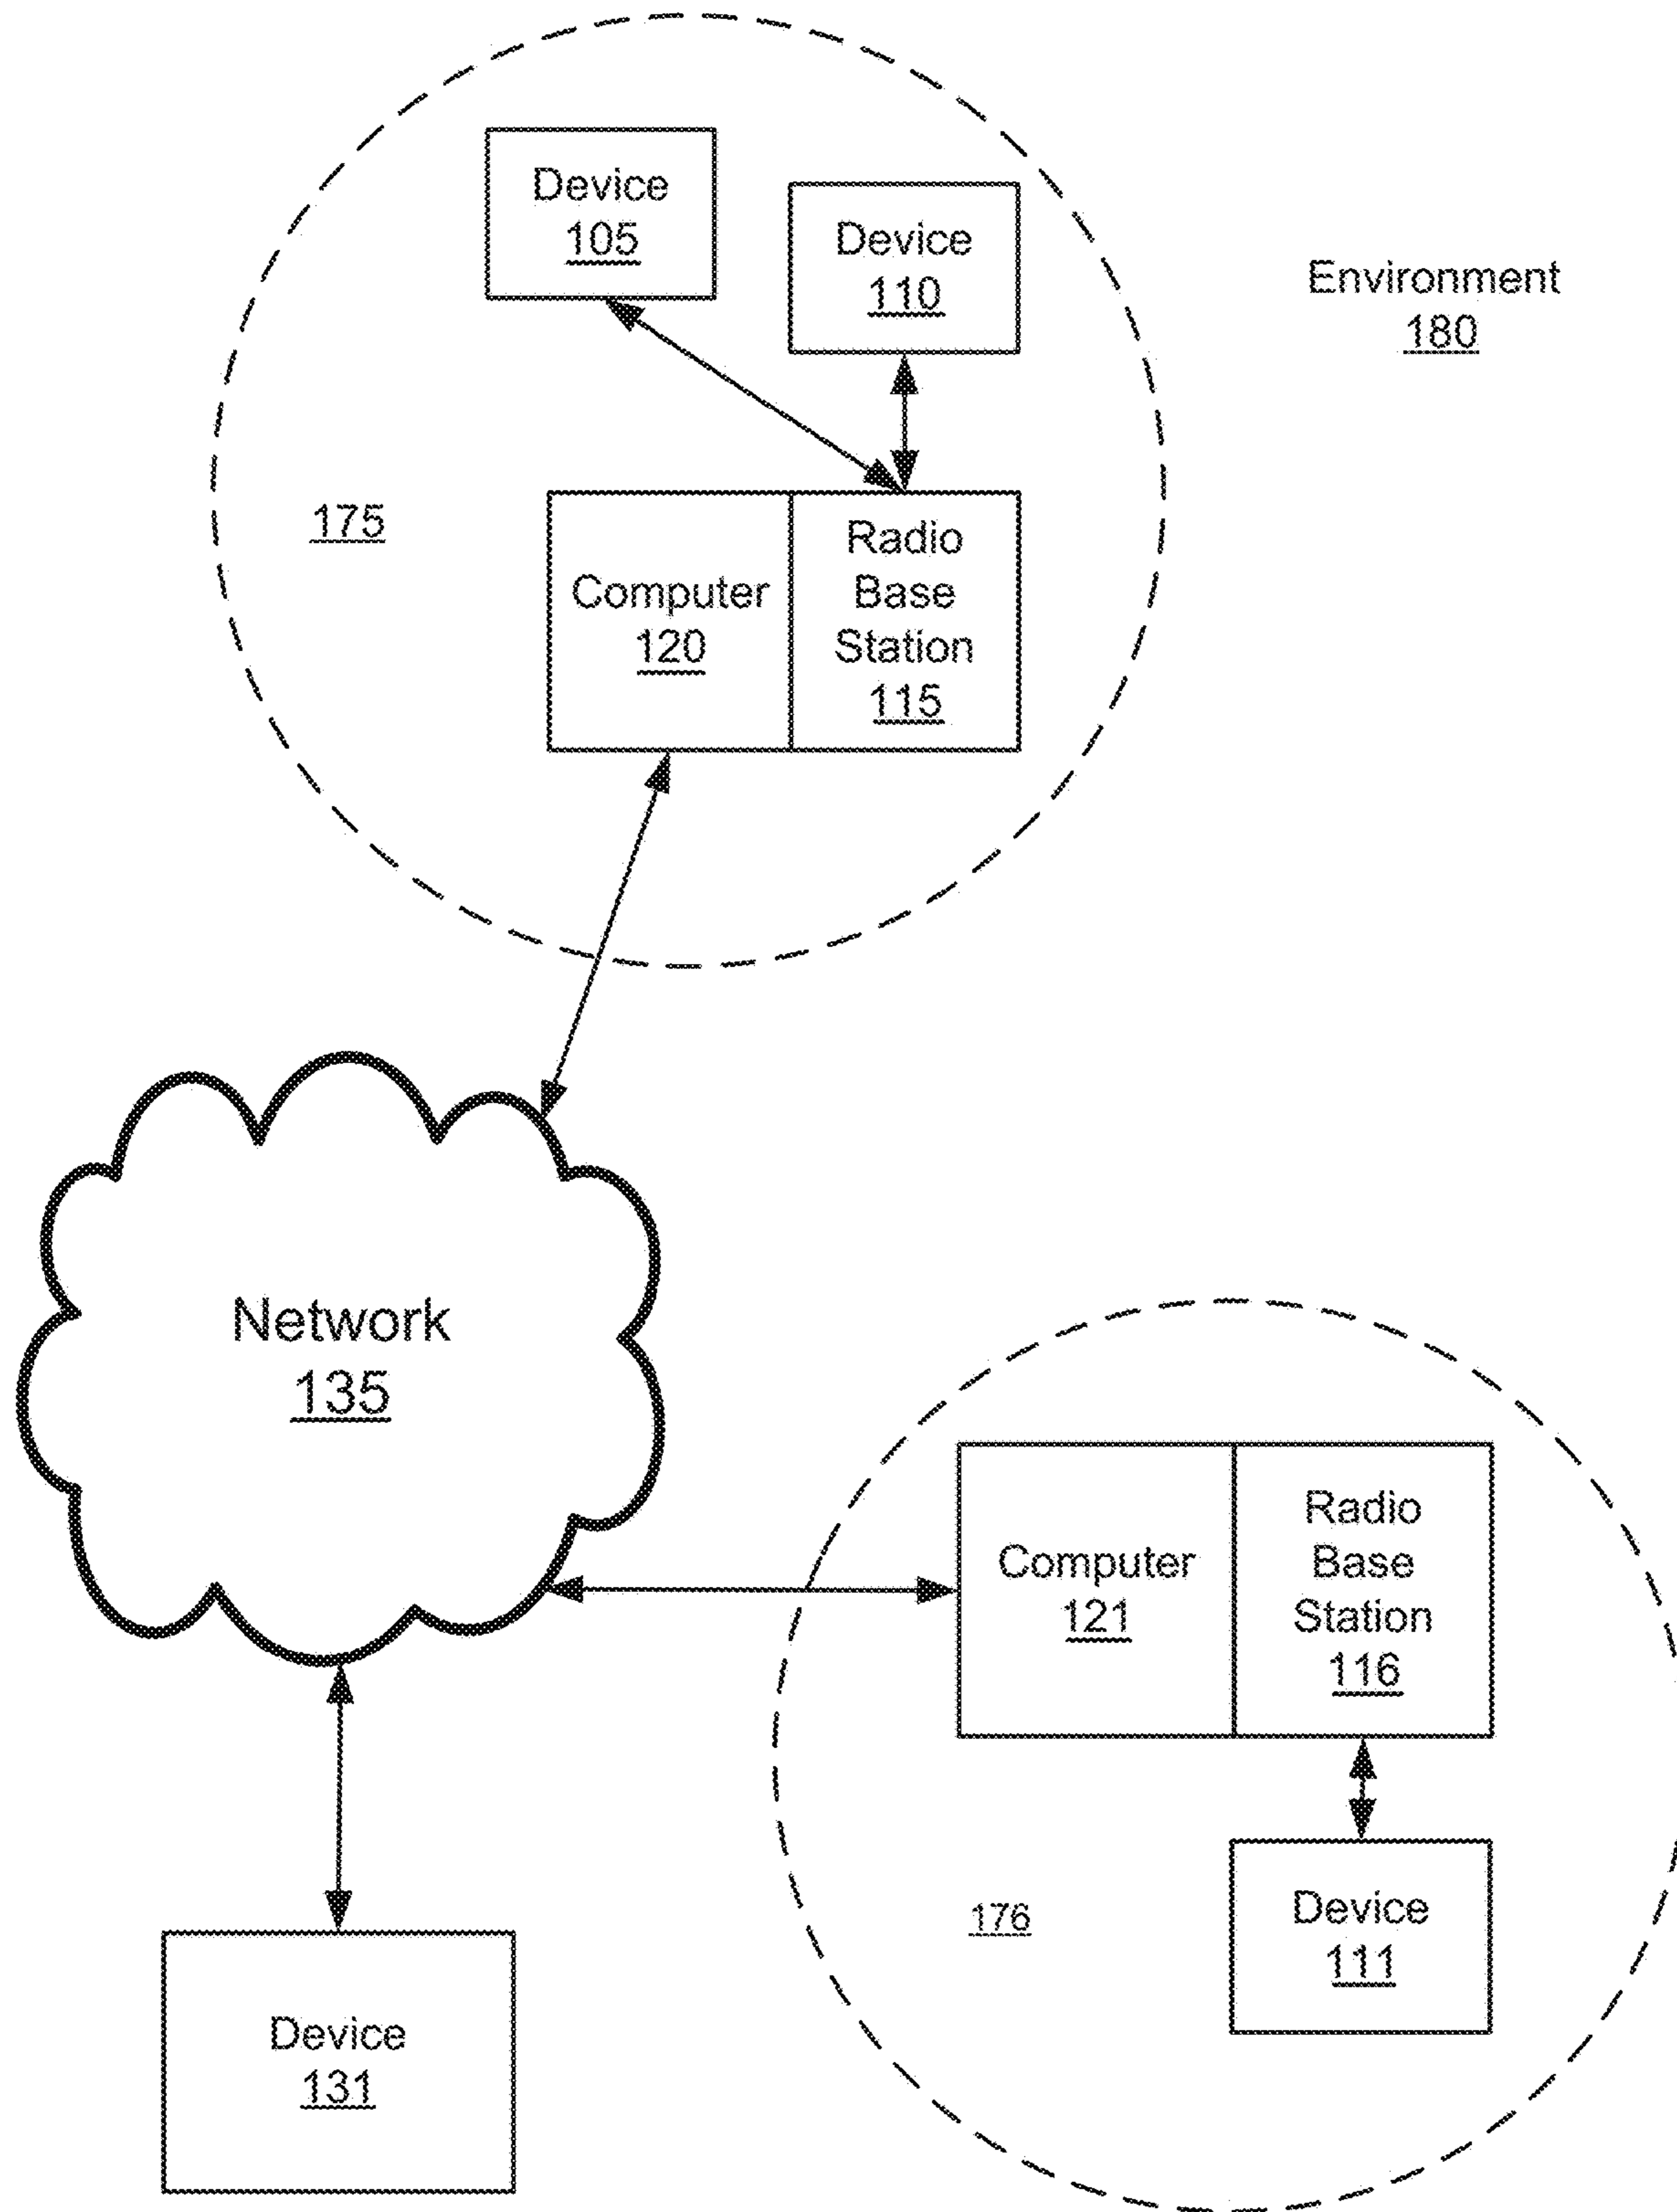 Device
105
Device
110
Environment
180
175
Computer
120
Radio
Base
Station
115
Network
135
Computer
121
Radio
Base
Station
116
176
Device
111
Device
131